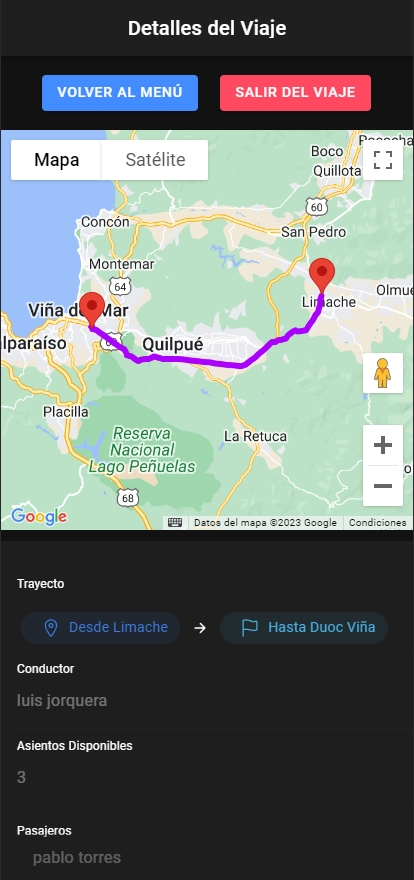 Detalles del Viaje
VOLVER AL MENÚ
SALIR DEL VIAJE
Mapa
Satélite
Boco
Quillota
60
Concón
San Pedro
Montemar
64
Limache
Viña del Mar
Quilpué
Placilla
La Retuca
Reserva
Nacional
Lago Peñuelas
68
Google
Datos del mapa ©2023 Google
Condiciones
Trayecto
Desde Limache → Hasta Duoc Viña
Conductor
luis jorquera
Asientos Disponibles
3
Pasajeros
pablo torres